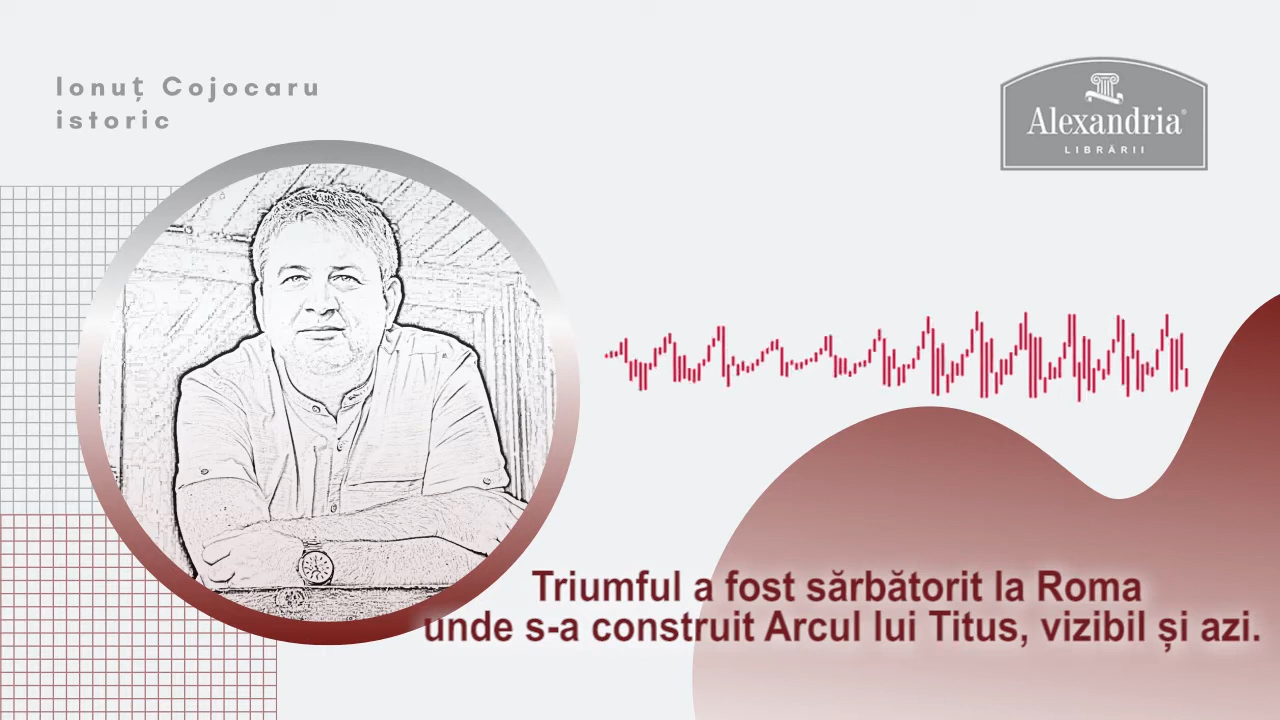 Ionuț Cojocaru
istoric
Alexandria®
LIBRĂRII
Triumful a fost sărbătorit la Roma
unde s-a construit Arcul lui Titus, vizibil și azi.